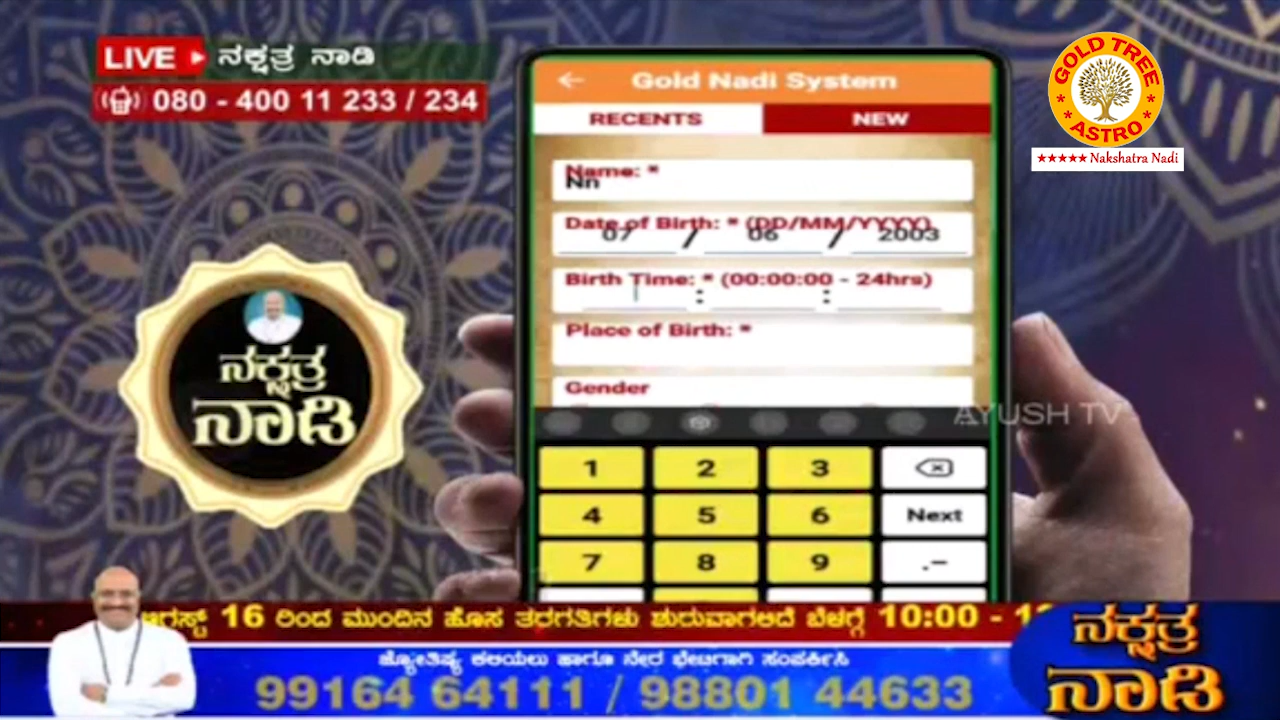 LIVE ನಕ್ಷತ್ರ ನಾಡಿ
080 - 400 11 233 / 234
GOLD TREE
ASTRO
★★★★★ Nakshatra Nadi
Gold Nadi System
RECENTS NEW
Name: *
Nn
Date of Birth: * (DD/MM/YYYY)
07 / 06 / 2003
Birth Time: * (00:00:00 - 24hrs)
: :
Place of Birth: *
Gender
AYUSH TV
1 2 3
4 5 6 Next
7 8 9 .–
ನಕ್ಷತ್ರ
ನಾಡಿ
16 ರಿಂದ ಮುಂದಿನ ಹೊಸ ತರಗತಿಗಳು ಶುರುವಾಗಲಿದೆ ಬೆಳಗ್ಗೆ 10:00 -
ಜ್ಯೋತಿಷ್ಯ ಕಲಿಯಲು ಹಾಗೂ ನೇರ ಭೇಟಿಗಾಗಿ ಸಂಪರ್ಕಿಸಿ
99164 64111 / 98801 44633
ನಕ್ಷತ್ರ
ನಾಡಿ